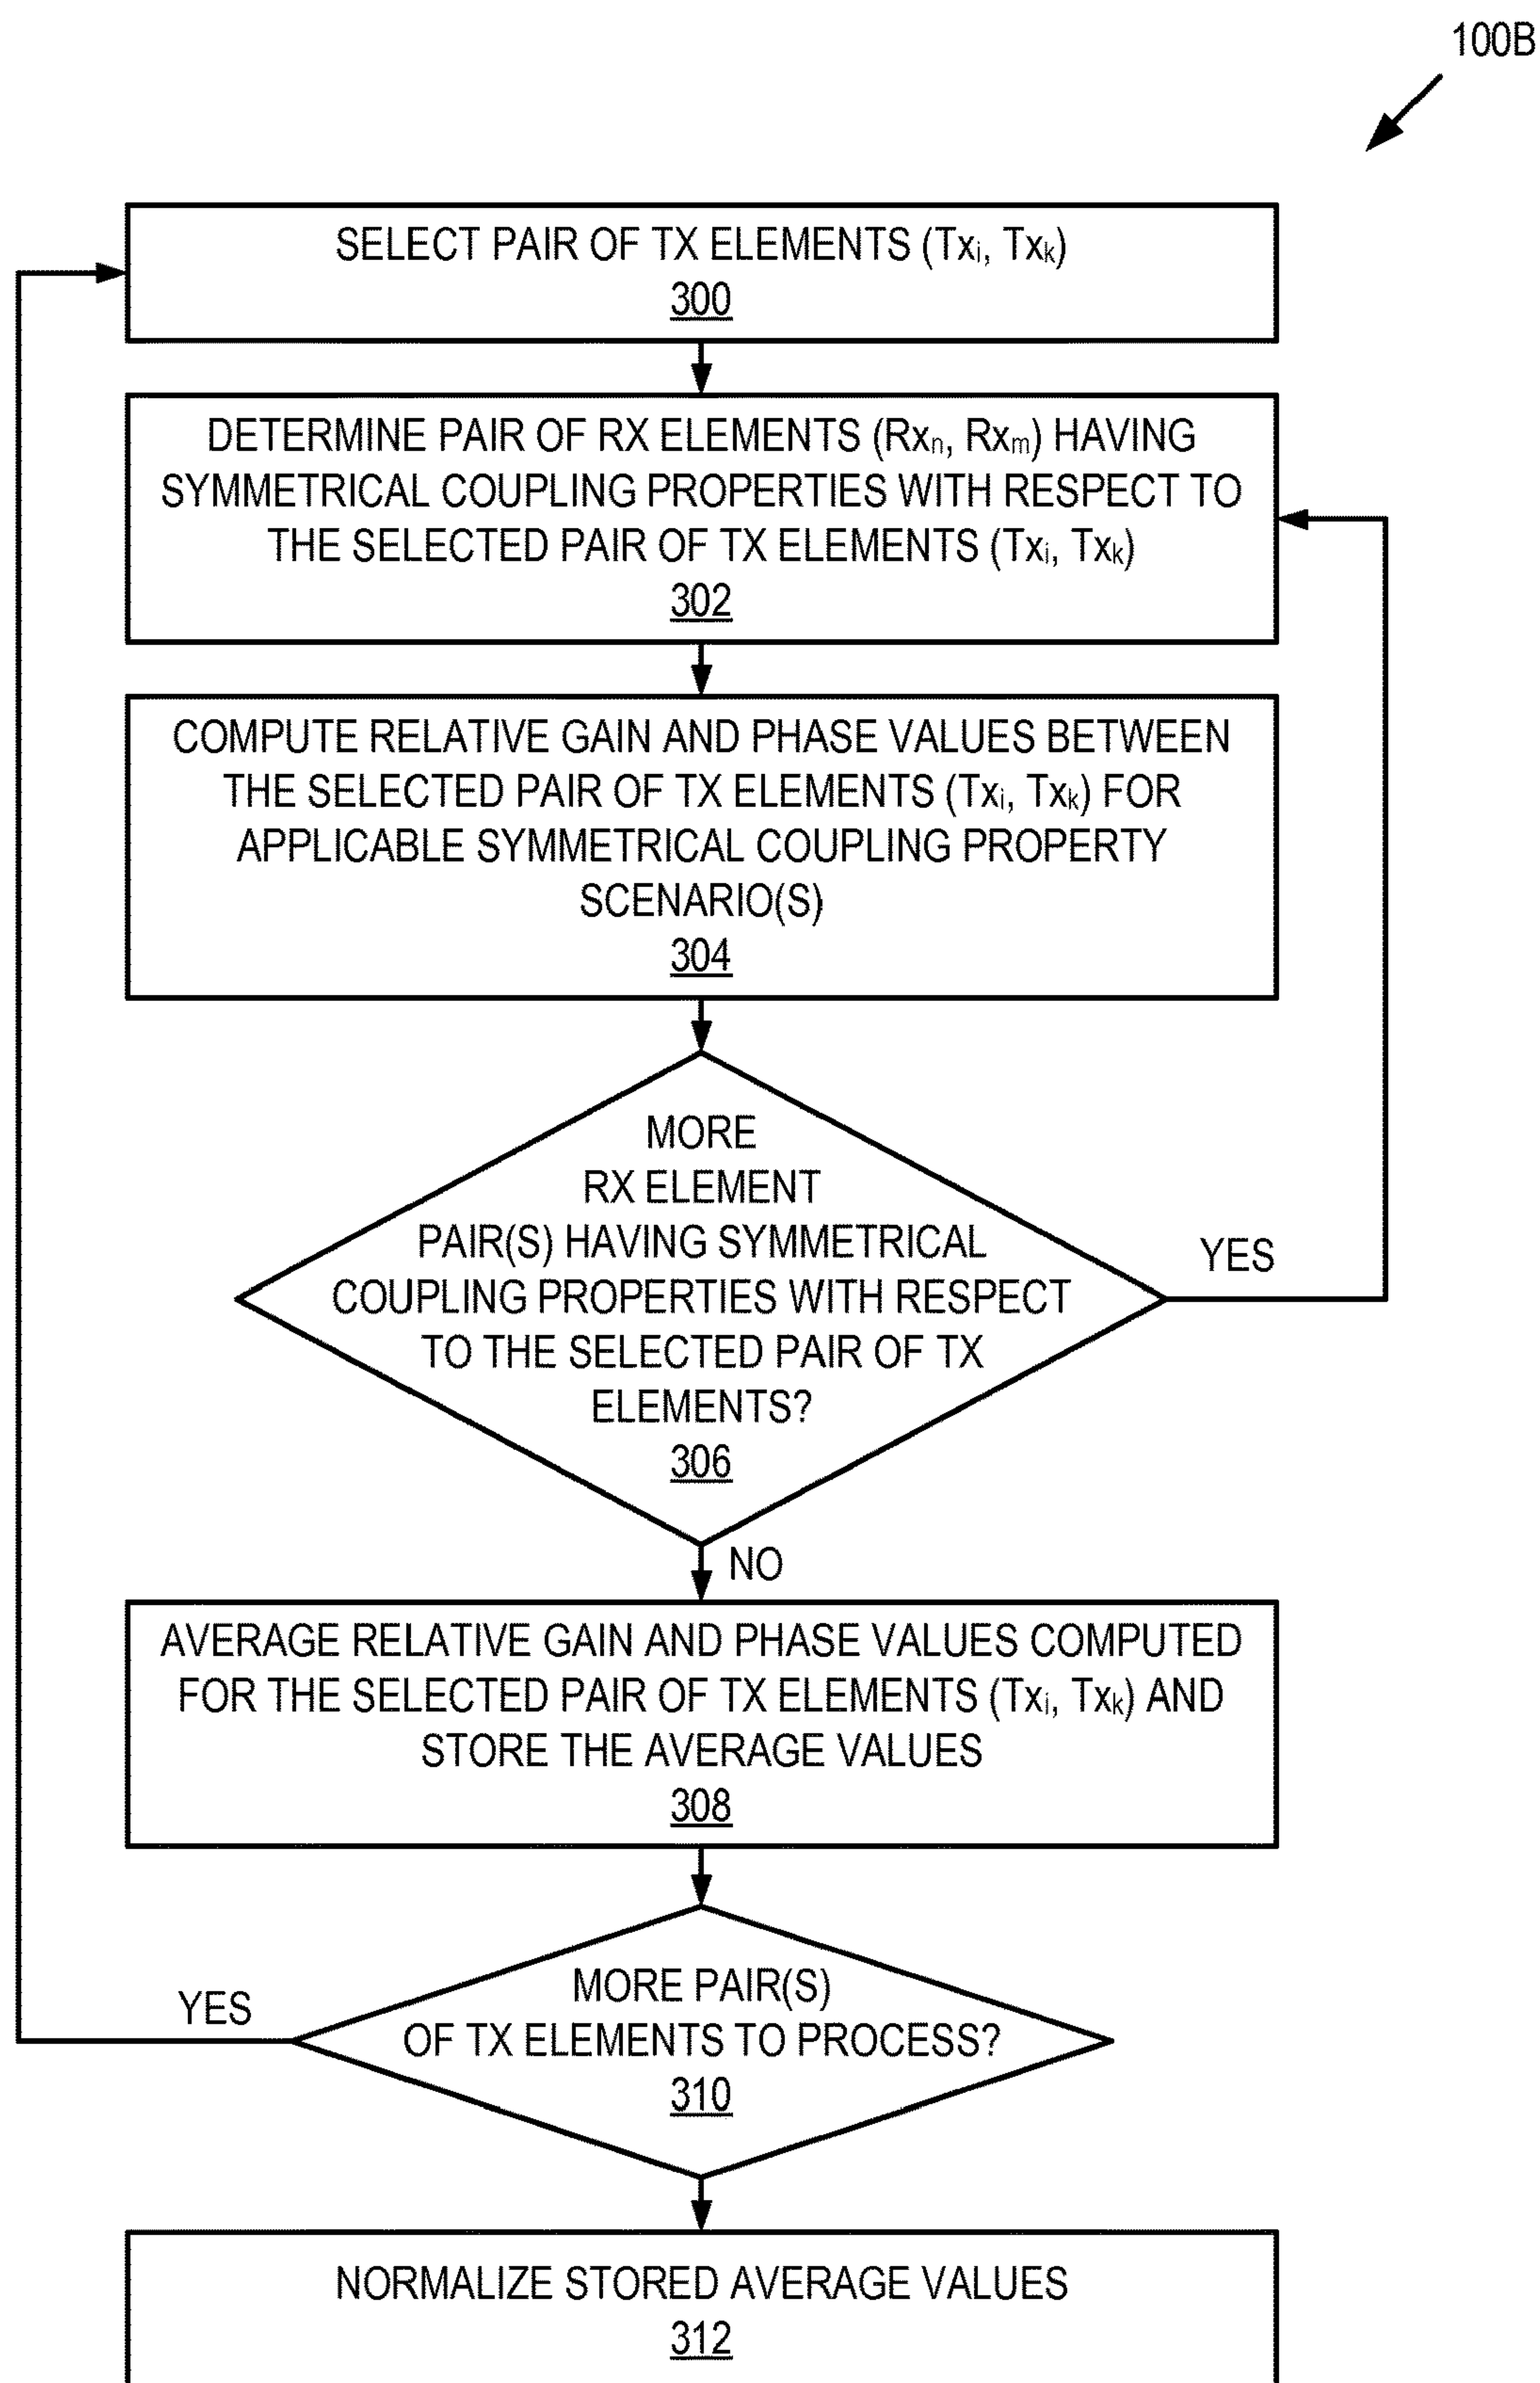 100B
SELECT PAIR OF TX ELEMENTS (Txi, Txk)
300
DETERMINE PAIR OF RX ELEMENTS (Rxn, Rxm) HAVING
SYMMETRICAL COUPLING PROPERTIES WITH RESPECT TO
THE SELECTED PAIR OF TX ELEMENTS (Txi, Txk)
302
COMPUTE RELATIVE GAIN AND PHASE VALUES BETWEEN
THE SELECTED PAIR OF TX ELEMENTS (Txi, Txk) FOR
APPLICABLE SYMMETRICAL COUPLING PROPERTY
SCENARIO(S)
304
MORE
RX ELEMENT
PAIR(S) HAVING SYMMETRICAL
COUPLING PROPERTIES WITH RESPECT
TO THE SELECTED PAIR OF TX
ELEMENTS?
306
YES
NO
AVERAGE RELATIVE GAIN AND PHASE VALUES COMPUTED
FOR THE SELECTED PAIR OF TX ELEMENTS (Txi, Txk) AND
STORE THE AVERAGE VALUES
308
MORE PAIR(S)
OF TX ELEMENTS TO PROCESS?
310
YES
NORMALIZE STORED AVERAGE VALUES
312